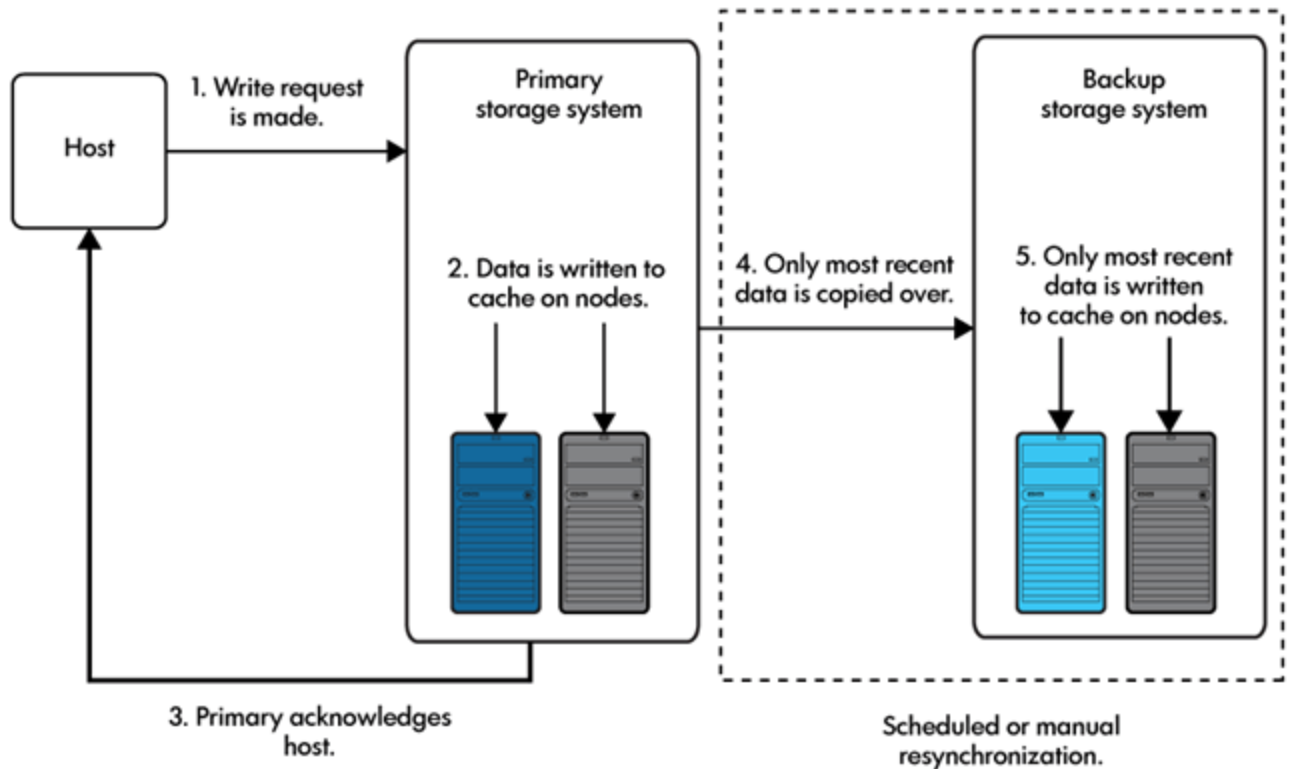 Host
1. Write request
is made.
Primary
storage system
2. Data is written to
cache on nodes.
3. Primary acknowledges
host.
4. Only most recent
data is copied over.
Backup
storage system
5. Only most recent
data is written
to cache on nodes.
Scheduled or manual
resynchronization.